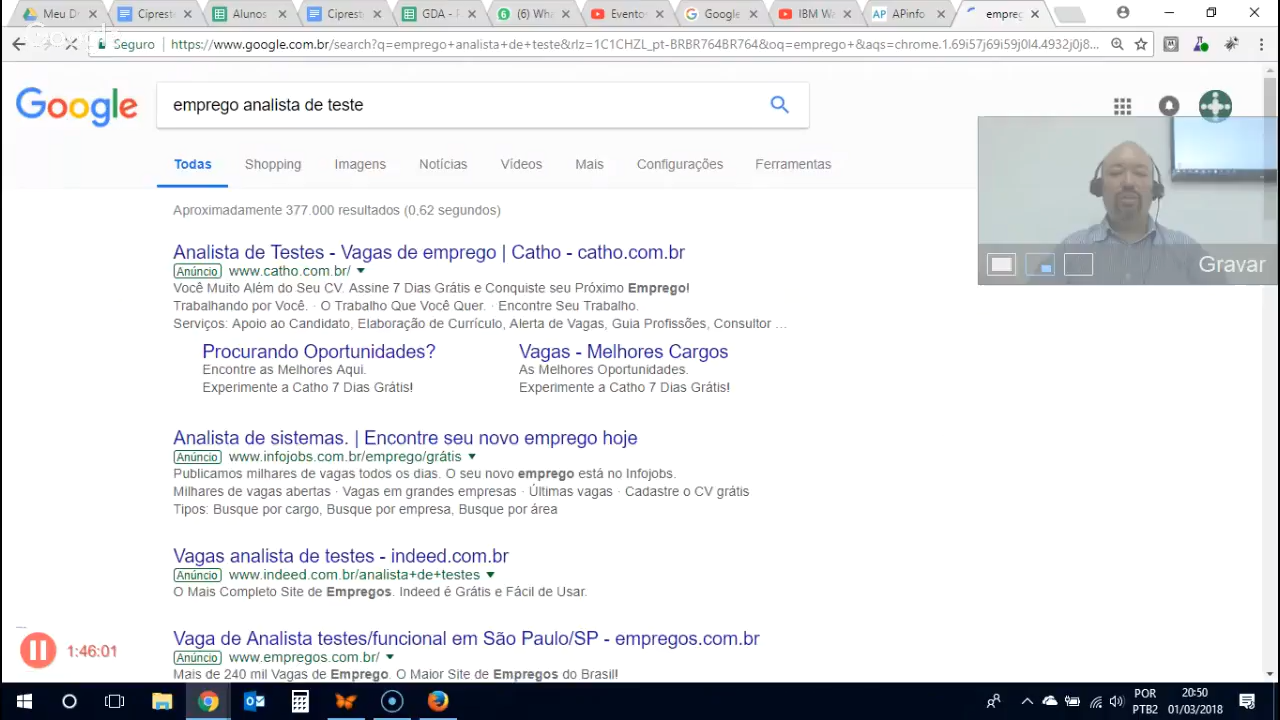 Meu D
Cipreste
Alunos
Cipreste
GDA -
(6) Wh
Evento
Google
IBM W
APinfo
empreg
Seguro
https://www.google.com.br/search?q=emprego+analista+de+teste&rlz=1C1CHZL_pt-BRBR764BR764&oq=emprego+&aqs=chrome.1.69i57j69i59j0l4.4932j0j8...
Google
emprego analista de teste
Todas Shopping Imagens Notícias Vídeos Mais Configurações Ferramentas
Aproximadamente 377.000 resultados (0,62 segundos)
Analista de Testes - Vagas de emprego | Catho - catho.com.br
Anúncio www.catho.com.br/
Você Muito Além do Seu CV. Assine 7 Dias Grátis e Conquiste seu Próximo Emprego!
Trabalhando por Você. · O Trabalho Que Você Quer. · Encontre Seu Trabalho.
Serviços: Apoio ao Candidato, Elaboração de Currículo, Alerta de Vagas, Guia Profissões, Consultor ...
Procurando Oportunidades?
Encontre as Melhores Aqui.
Experimente a Catho 7 Dias Grátis!
Vagas - Melhores Cargos
As Melhores Oportunidades.
Experimente a Catho 7 Dias Grátis!
Analista de sistemas. | Encontre seu novo emprego hoje
Anúncio www.infojobs.com.br/emprego/grátis
Publicamos milhares de vagas todos os dias. O seu novo emprego está no Infojobs.
Milhares de vagas abertas · Vagas em grandes empresas · Últimas vagas · Cadastre o CV grátis
Tipos: Busque por cargo, Busque por empresa, Busque por área
Vagas analista de testes - indeed.com.br
Anúncio www.indeed.com.br/analista+de+testes
O Mais Completo Site de Empregos. Indeed é Grátis e Fácil de Usar.
Vaga de Analista testes/funcional em São Paulo/SP - empregos.com.br
Anúncio www.empregos.com.br/
Mais de 240 mil Vagas de Emprego. O Maior Site de Empregos do Brasil!
Gravar
1:46:01
POR
PTB2
20:50
01/03/2018